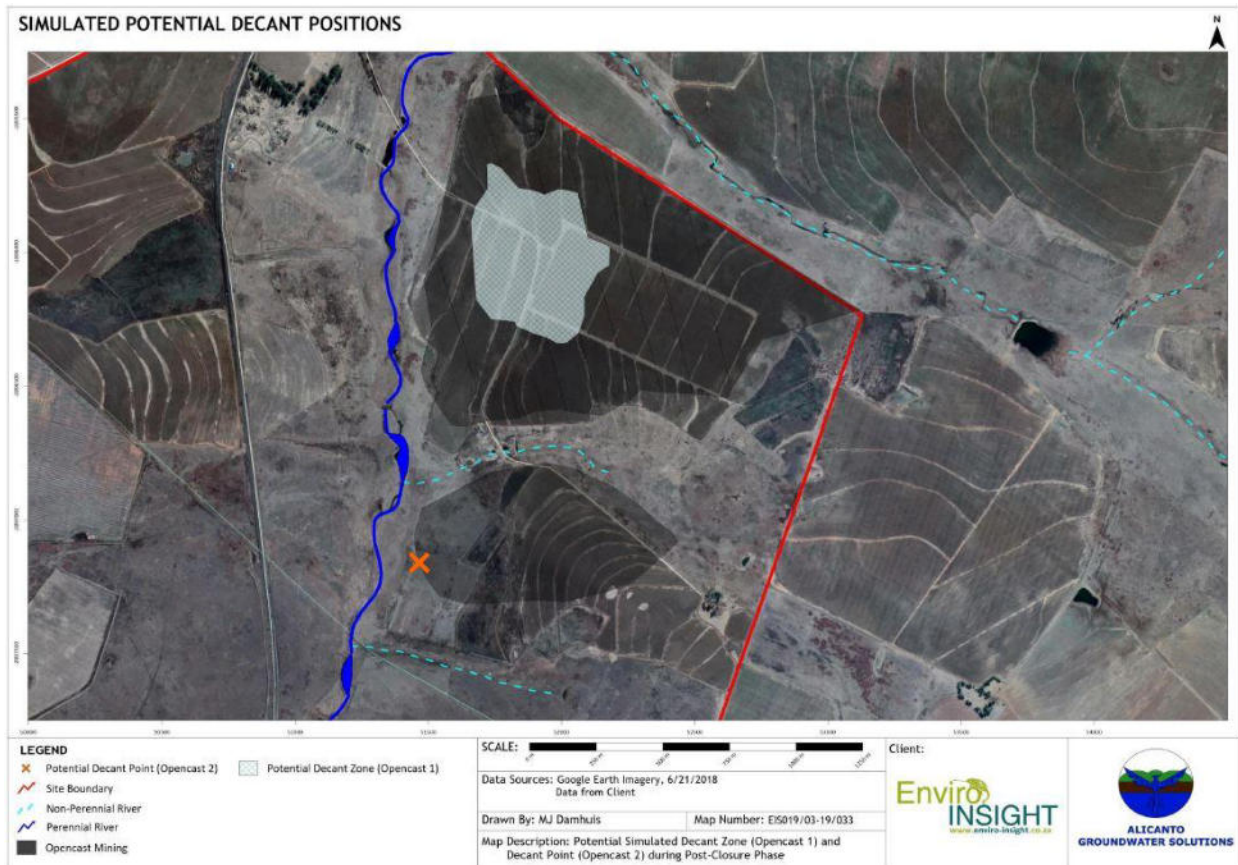 SIMULATED POTENTIAL DECANT POSITIONS
N
LEGEND
Potential Decant Point (Opencast 2)
Potential Decant Zone (Opencast 1)
Site Boundary
Non-Perennial River
Perennial River
Opencast Mining
SCALE:
Data Sources: Google Earth Imagery, 6/21/2018
Data from Client
Drawn By: MJ Damhuis
Map Number: EIS019/03-19/033
Map Description: Potential Simulated Decant Zone (Opencast 1) and
Decant Point (Opencast 2) during Post-Closure Phase
Client:
Enviro
INSIGHT
www.enviro-insight.co.za
ALICANTO
GROUNDWATER SOLUTIONS